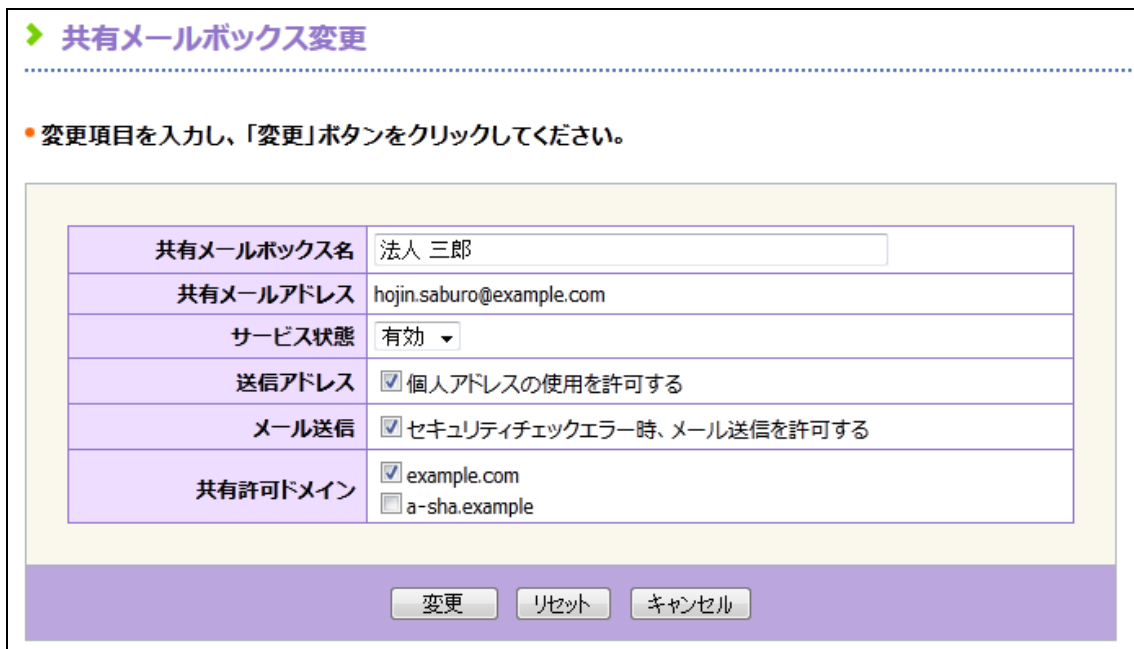 共有メールボックス変更
変更項目を入力し、「変更」ボタンをクリックしてください。
共有メールボックス名 法人 三郎
共有メールアドレス hojin.saburo@example.com
サービス状態 有効
送信アドレス 個人アドレスの使用を許可する
メール送信 セキュリティチェックエラー時、メール送信を許可する
共有許可ドメイン example.com
a-sha.example
変更 リセット キャンセル